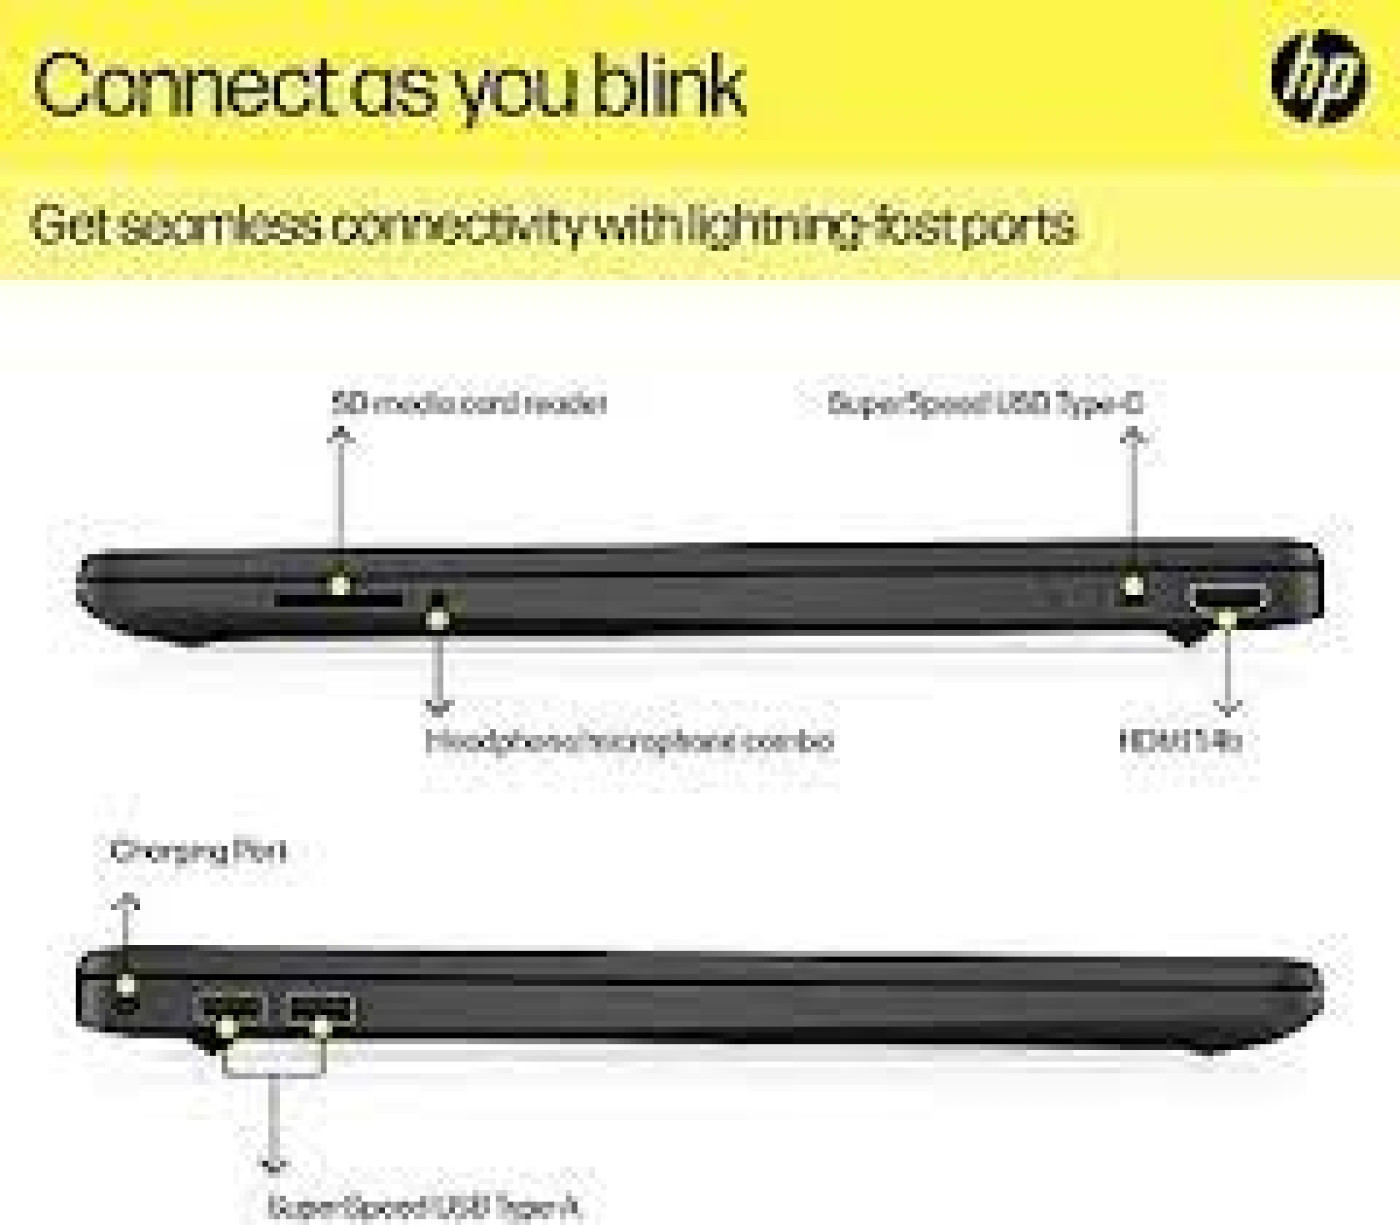 Connect as you blink
hp
Get seamless connectivity with lightning-fast ports
SD media card reader
SuperSpeed USB Type-C
Headphone/microphone combo
HDMI 1.4b
Charging Port
SuperSpeed USB Type-A